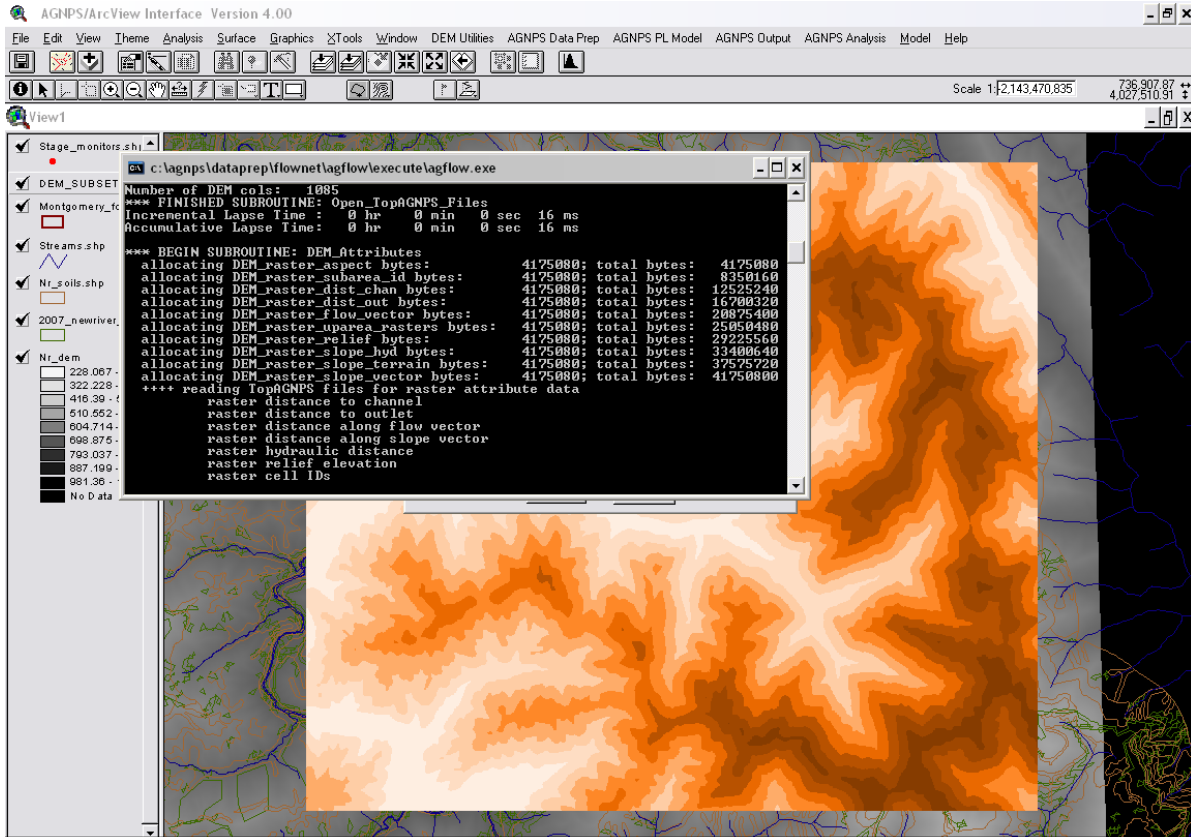 AGNPS/ArcView Interface Version 4.00
File Edit View Theme Analysis Surface Graphics XTools Window DEM Utilities AGNPS Data Prep AGNPS PL Model AGNPS Output AGNPS Analysis Model Help
Scale 1: -2,143,470,835
736,907.87
4,027,510.91
View1
Stage_monitors.sh
DEM_SUBSET
Montgomery_fo
Streams.shp
Nr_soils.shp
2007_newriver_
Nr_dem
228.067 -
322.228 -
416.39 -
510.552 -
604.714 -
698.875 -
793.037 -
887.199 -
981.36 -
No Data
c:\agnps\dataprep\flownet\agflow\execute\agflow.exe
Number of DEM cols: 1085
*** FINISHED SUBROUTINE: Open_TopAGNPS_Files
Incremental Lapse Time : 0 hr 0 min 0 sec 16 ms
Accumulative Lapse Time: 0 hr 0 min 0 sec 16 ms
*** BEGIN SUBROUTINE: DEM_Attributes
allocating DEM_raster_aspect bytes: 4175080; total bytes: 4175080
allocating DEM_raster_subarea_id bytes: 4175080; total bytes: 8350160
allocating DEM_raster_dist_chan bytes: 4175080; total bytes: 12525240
allocating DEM_raster_dist_out bytes: 4175080; total bytes: 16700320
allocating DEM_raster_flow_vector bytes: 4175080; total bytes: 20875400
allocating DEM_raster_uparea_rasters bytes: 4175080; total bytes: 25050480
allocating DEM_raster_relief bytes: 4175080; total bytes: 29225560
allocating DEM_raster_slope_hyd bytes: 4175080; total bytes: 33400640
allocating DEM_raster_slope_terrain bytes: 4175080; total bytes: 37575720
allocating DEM_raster_slope_vector bytes: 4175080; total bytes: 41750800
++++ reading TopAGNPS Files for raster attribute data
raster distance to channel
raster distance to outlet
raster distance along flow vector
raster distance along slope vector
raster hydraulic distance
raster relief elevation
raster cell IDs